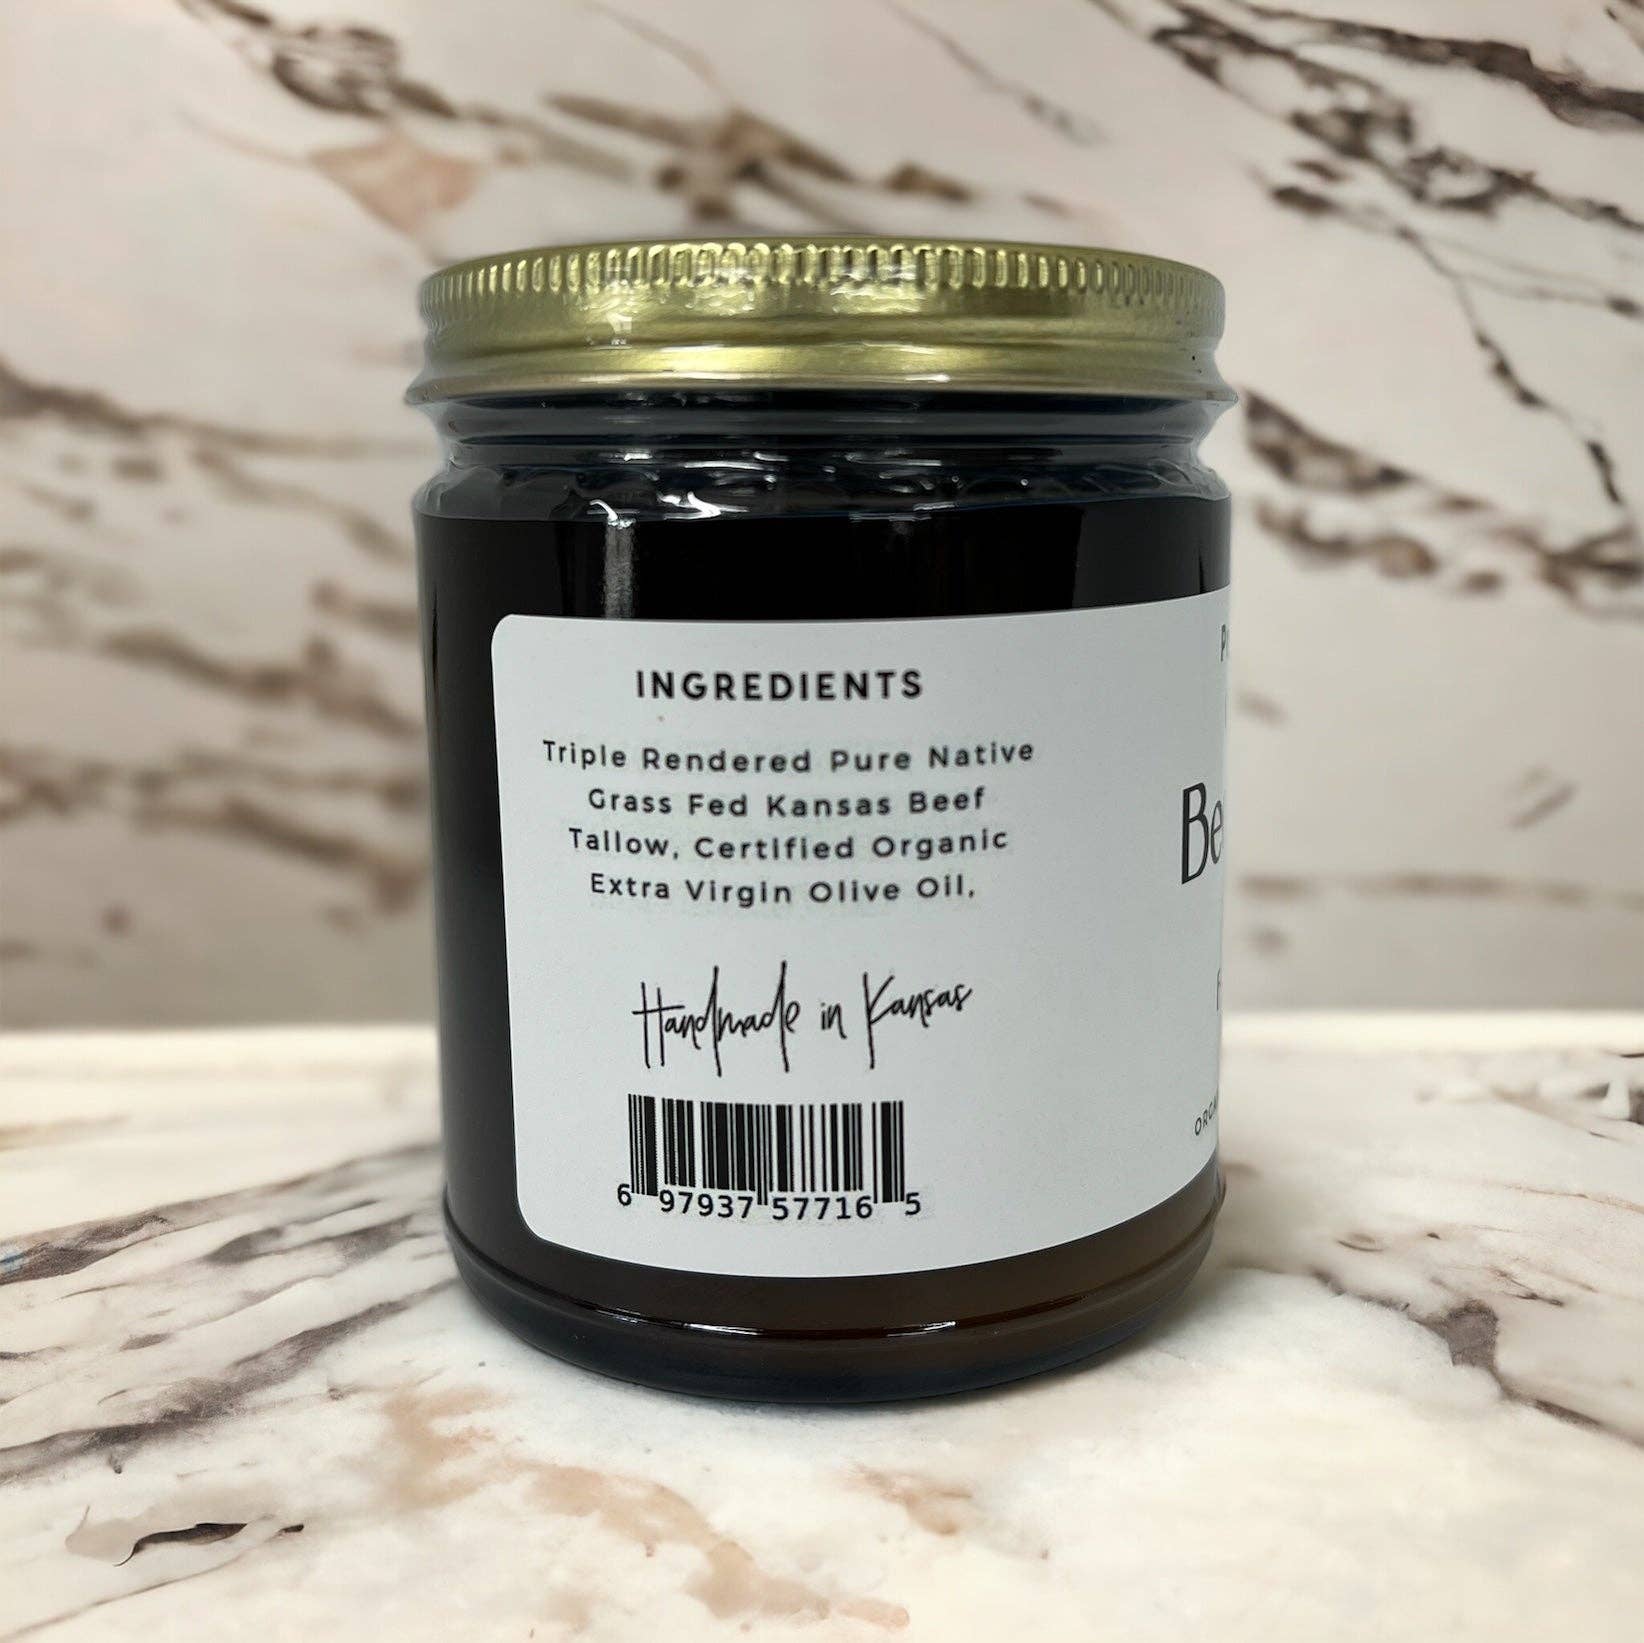 INGREDIENTS
Triple Rendered Pure Native
Grass Fed Kansas Beef
Tallow, Certified Organic
Extra Virgin Olive Oil,
Handmade in Kansas
6 97937 57716 5